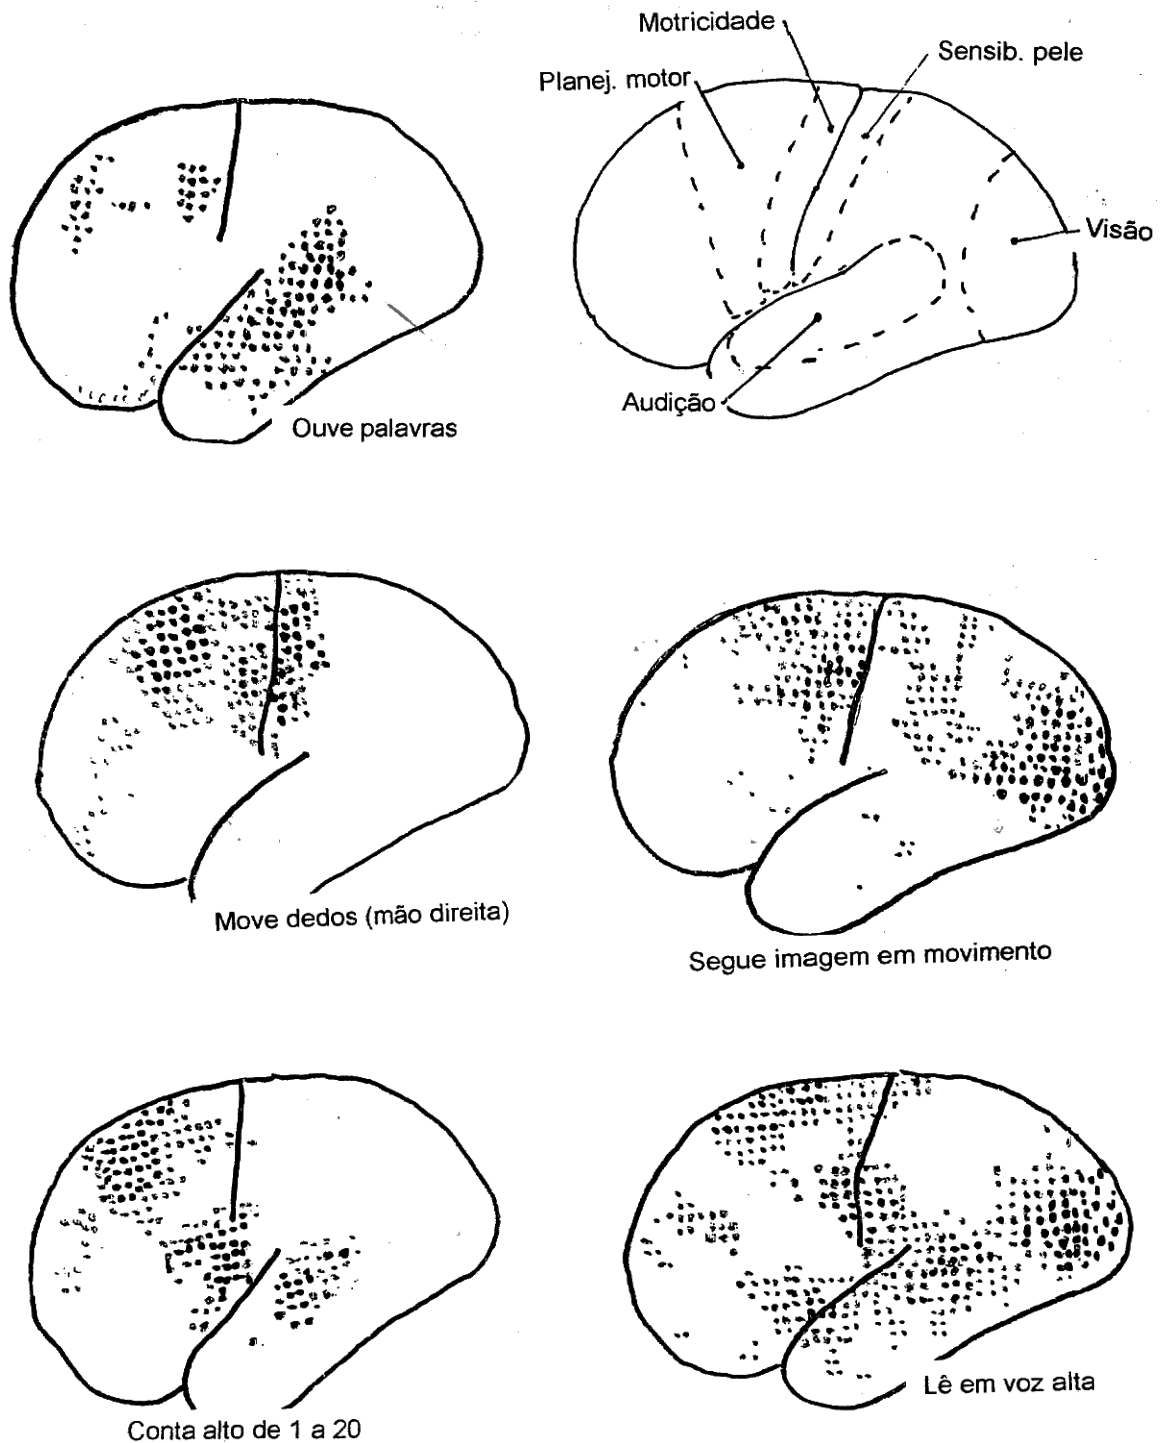 Motricidade
Sensib. pele
Planej. motor
Visão
Audição
Ouve palavras
Move dedos (mão direita)
Segue imagem em movimento
Conta alto de 1 a 20
Lê em voz alta